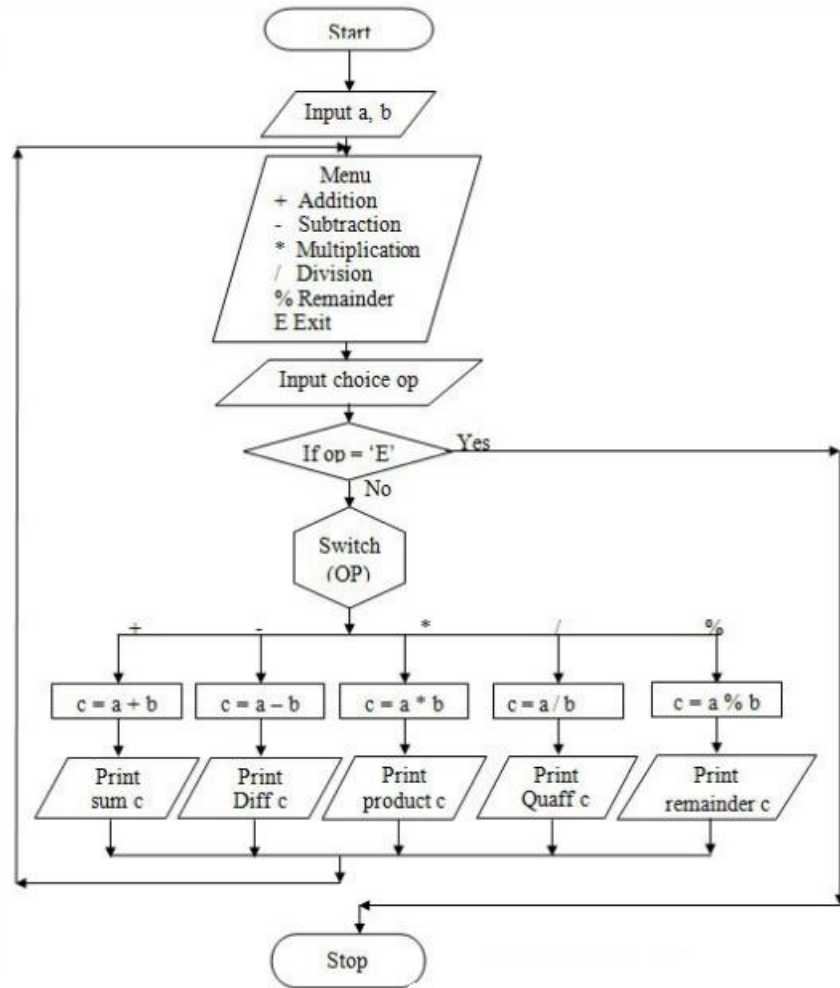 Start
Input a, b
Menu
+ Addition
- Subtraction
* Multiplication
/ Division
% Remainder
E Exit
Input choice op
If op = ‘E’
Yes
No
Switch
(OP)
+ - * / %
c = a + b
c = a – b
c = a * b
c = a / b
c = a % b
Print
sum c
Print
Diff c
Print
product c
Print
Quaff c
Print
remainder c
Stop